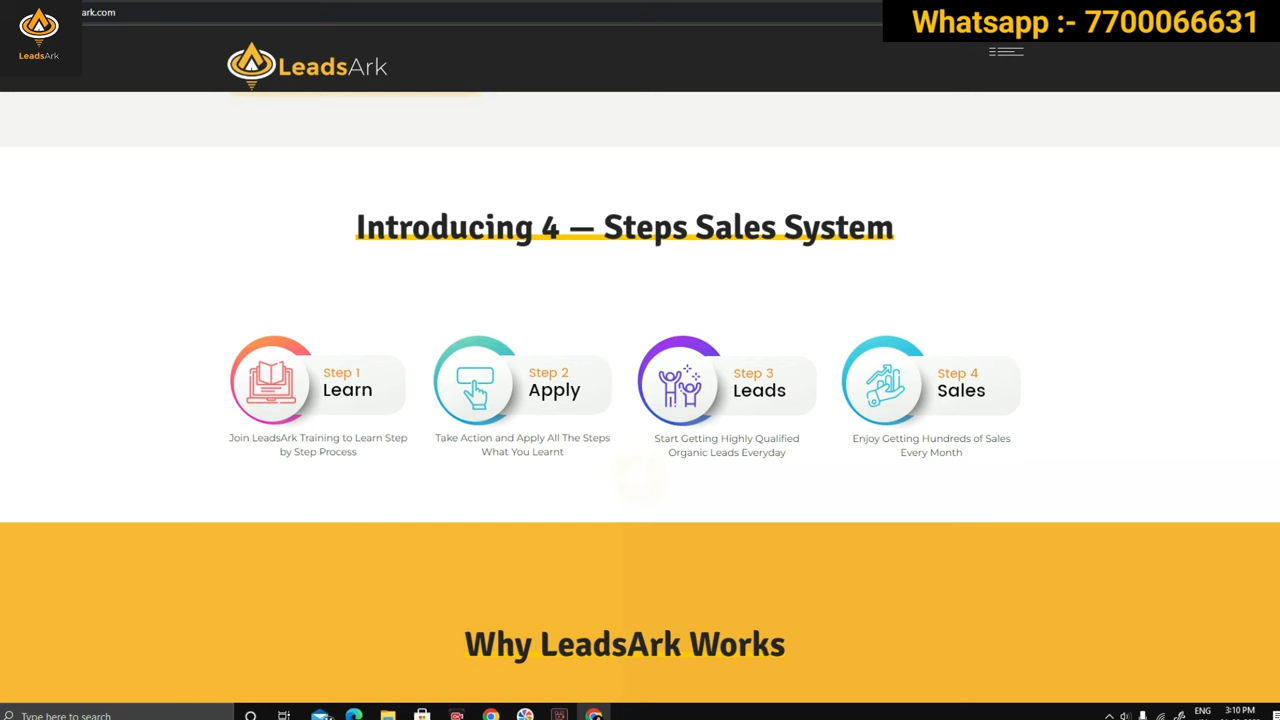 ark.com
Whatsapp :- 7700066631
LeadsArk
LeadsArk
Introducing 4 — Steps Sales System
Step 1
Learn
Join LeadsArk Training to Learn Step
by Step Process
Step 2
Apply
Take Action and Apply All The Steps
What You Learnt
Step 3
Leads
Start Getting Highly Qualified
Organic Leads Everyday
Step 4
Sales
Enjoy Getting Hundreds of Sales
Every Month
Why LeadsArk Works
Type here to search
ENG
3:10 PM